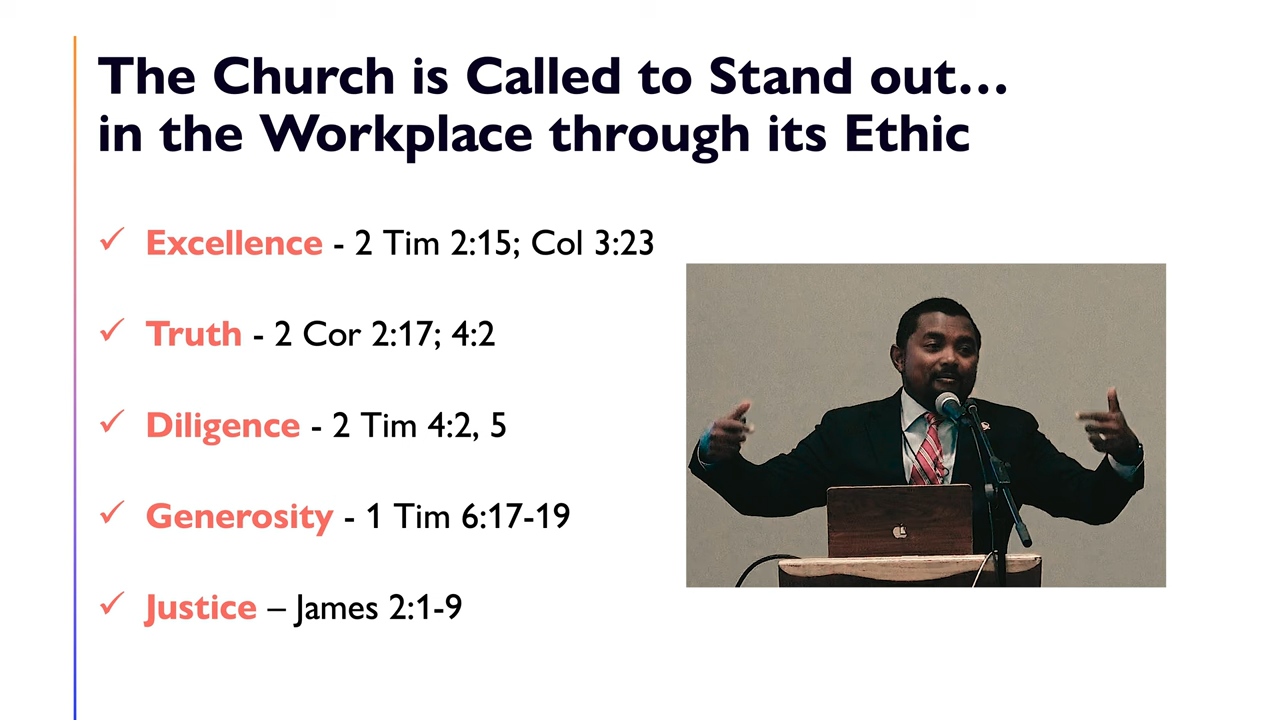 The Church is Called to Stand out…
in the Workplace through its Ethic
✓ Excellence - 2 Tim 2:15; Col 3:23
✓ Truth - 2 Cor 2:17; 4:2
✓ Diligence - 2 Tim 4:2, 5
✓ Generosity - 1 Tim 6:17-19
✓ Justice – James 2:1-9